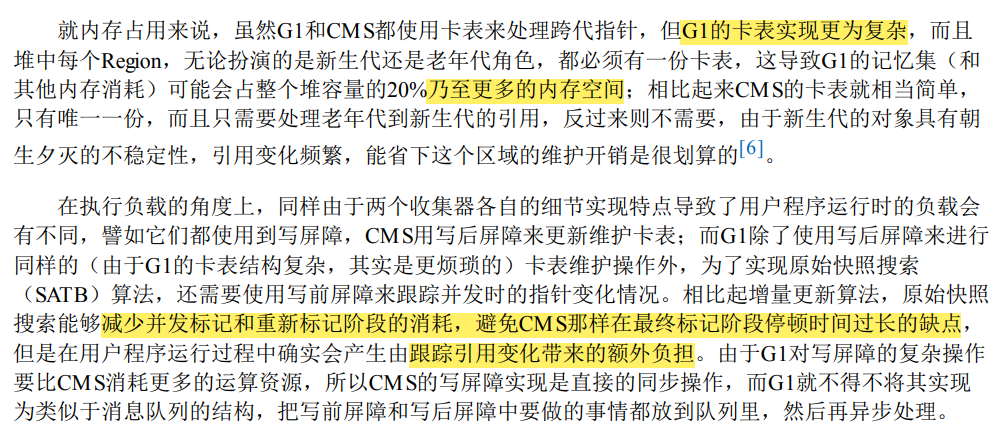 就内存占用来说，虽然G1和CMS都使用卡表来处理跨代指针，但G1的卡表实现更为复杂，而且
堆中每个Region，无论扮演的是新生代还是老年代角色，都必须有一份卡表，这导致G1的记忆集（和
其他内存消耗）可能会占整个堆容量的20%乃至更多的内存空间；相比起来CMS的卡表就相当简单，
只有唯一一份，而且只需要处理老年代到新生代的引用，反过来则不需要，由于新生代的对象具有朝
生夕灭的不稳定性，引用变化频繁，能省下这个区域的维护开销是很划算的[6]。
在执行负载的角度上，同样由于两个收集器各自的细节实现特点导致了用户程序运行时的负载会
有不同，譬如它们都使用到写屏障，CMS用写后屏障来更新维护卡表；而G1除了使用写后屏障来进行
同样的（由于G1的卡表结构复杂，其实是更烦琐的）卡表维护操作外，为了实现原始快照搜索
（SATB）算法，还需要使用写前屏障来跟踪并发时的指针变化情况。相比起增量更新算法，原始快照
搜索能够减少并发标记和重新标记阶段的消耗，避免CMS那样在最终标记阶段停顿时间过长的缺点，
但是在用户程序运行过程中确实会产生由跟踪引用变化带来的额外负担。由于G1对写屏障的复杂操作
要比CMS消耗更多的运算资源，所以CMS的写屏障实现是直接的同步操作，而G1就不得不将其实现
为类似于消息队列的结构，把写前屏障和写后屏障中要做的事情都放到队列里，然后再异步处理。